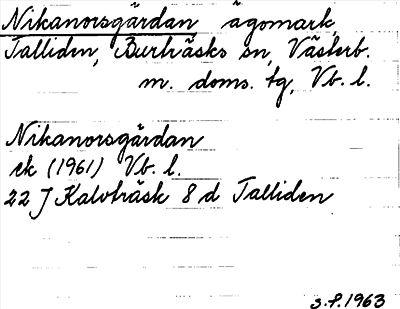 Nikanorsgärdan ägomark,
Talliden, Burträsks sn, Västerb.
m. doms. tg, Vb. l.
Nikanorsgärdan
ek (1961) Vb. l.
22 J Kalvträsk 8 d Talliden
3.f.1963